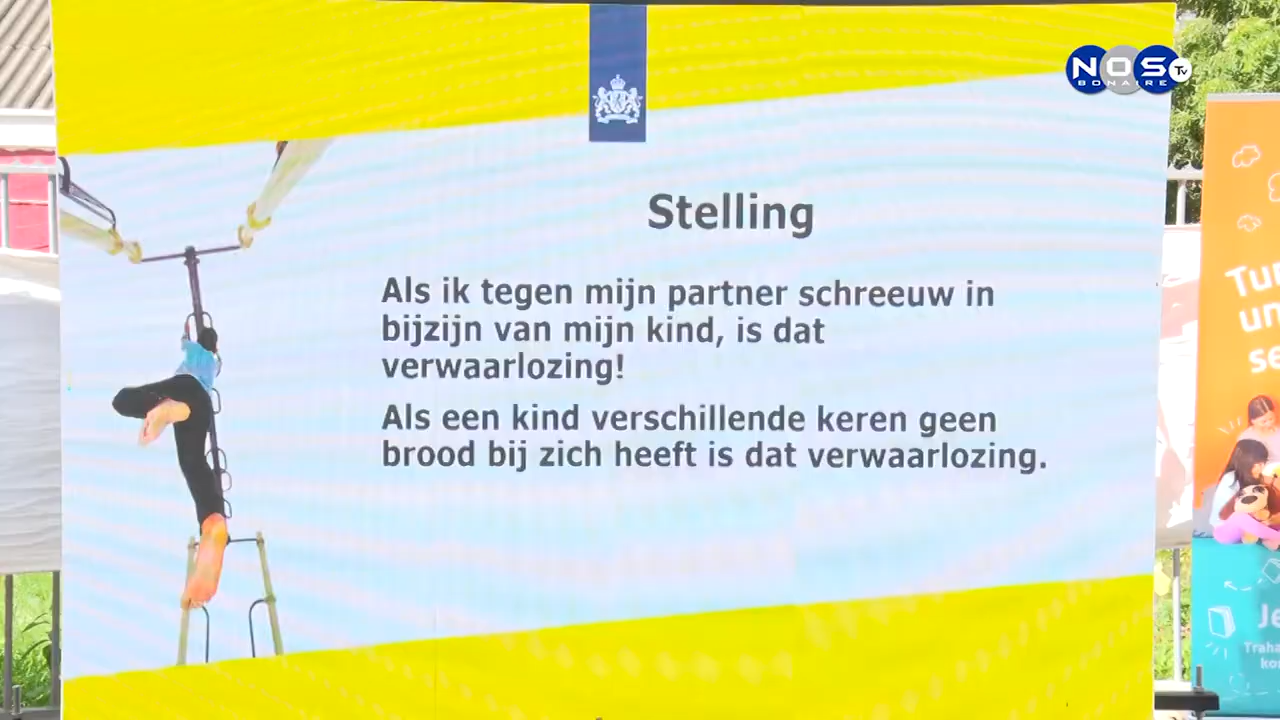 NOS TV
BONAIRE
Stelling
Als ik tegen mijn partner schreeuw in
bijzijn van mijn kind, is dat
verwaarlozing!
Als een kind verschillende keren geen
brood bij zich heeft is dat verwaarlozing.